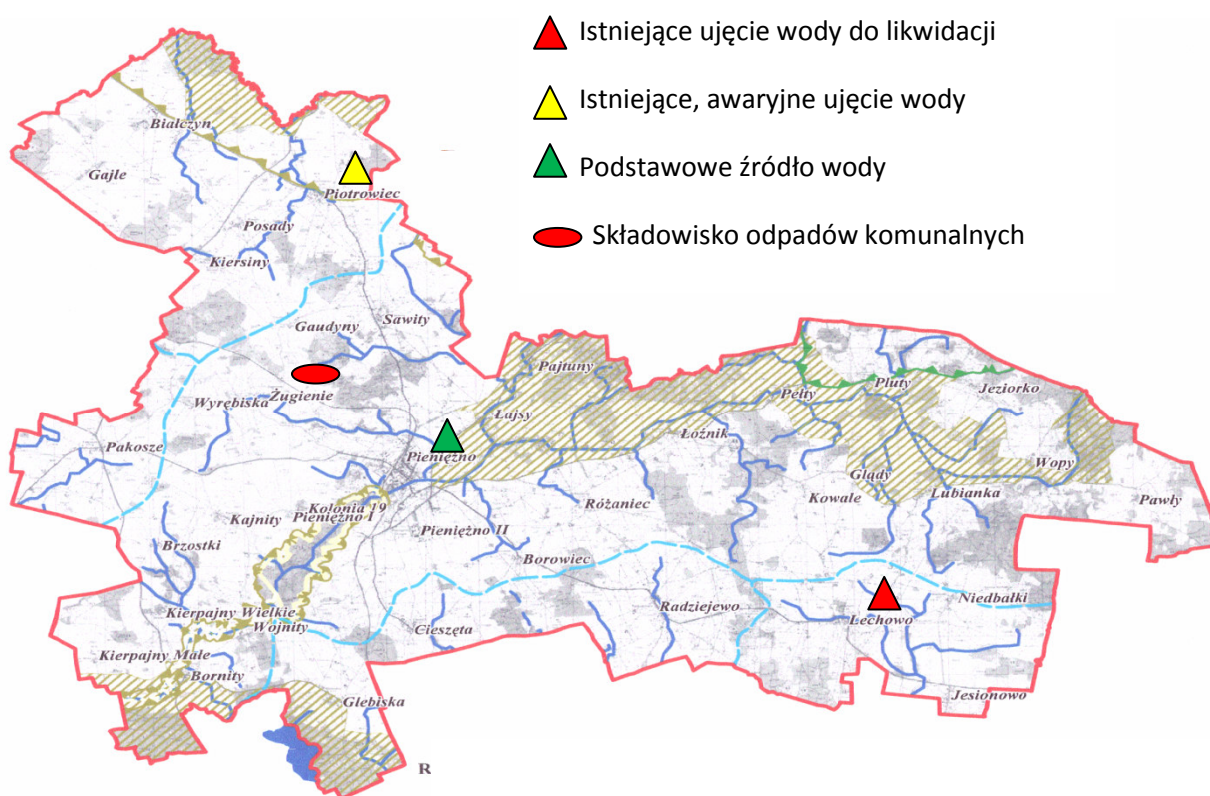 Istniejące ujęcie wody do likwidacji
Istniejące, awaryjne ujęcie wody
Podstawowe źródło wody
Składowisko odpadów komunalnych
Białczyn
Gajle
Piotrowiec
Posady
Kiersiny
Gaudyny
Sawity
Pajtuny
Pluty
Jeziorko
Wyrębiska
Żugienie
Pełty
Łajsy
Pakosze
Łoźnik
Pieniężno
Wopy
Głądy
Kowale
Lubianka
Pawły
Kolonia 19
Różaniec
Kajnity
Pieniężno I
Pieniężno II
Brzostki
Borowiec
Niedbałki
Kierpajny Wielkie
Radziejewo
Lechowo
Wojnity
Cieszęta
Kierpajny Małe
Bornity
Jesionowo
Glebiska
R